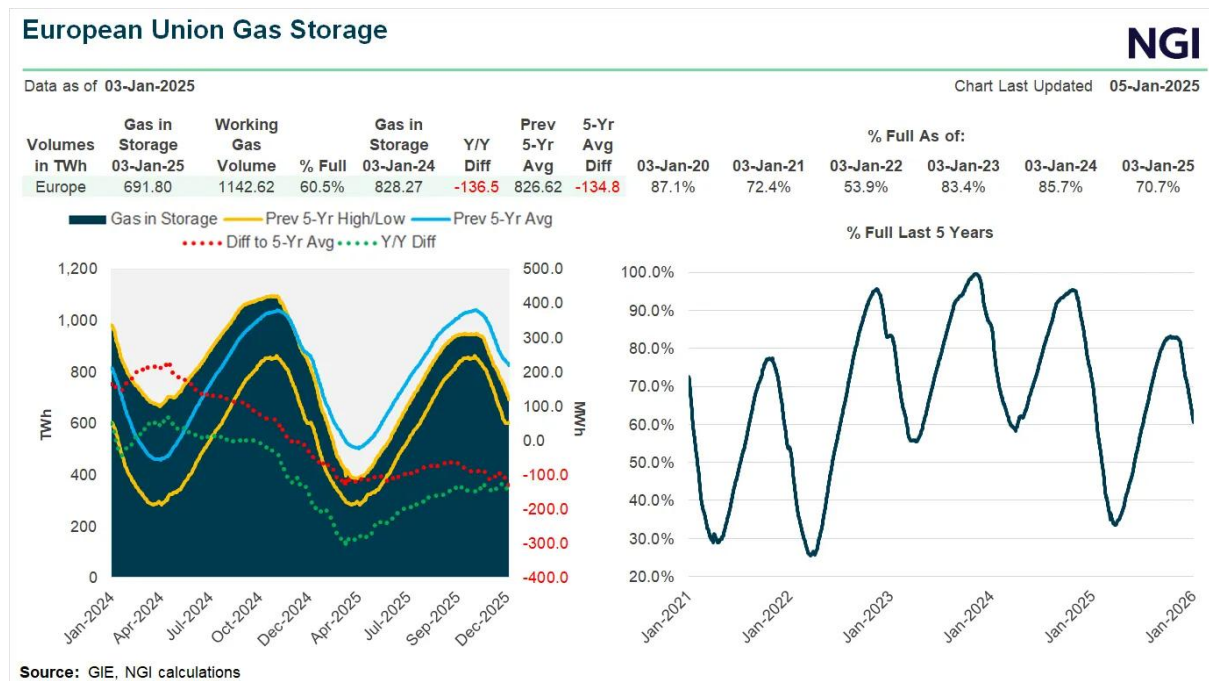 European Union Gas Storage
NGI
Data as of 03-Jan-2025
Chart Last Updated 05-Jan-2025
Volumes in TWh Gas in Storage 03-Jan-25 Working Gas Volume % Full Gas in Storage 03-Jan-24 Y/Y Diff Prev 5-Yr Avg 5-Yr Avg Diff
Europe 691.80 1142.62 60.5% 828.27 -136.5 826.62 -134.8
% Full As of:
03-Jan-20 03-Jan-21 03-Jan-22 03-Jan-23 03-Jan-24 03-Jan-25
87.1% 72.4% 53.9% 83.4% 85.7% 70.7%
Gas in Storage Prev 5-Yr High/Low Prev 5-Yr Avg
Diff to 5-Yr Avg Y/Y Diff
1,200
1,000
800
600
400
200
0
TWh
500.0
400.0
300.0
200.0
100.0
0.0
-100.0
-200.0
-300.0
-400.0
MWh
Jan-2024 Apr-2024 Jul-2024 Oct-2024 Dec-2024 Apr-2025 Jul-2025 Sep-2025 Dec-2025
% Full Last 5 Years
100.0%
90.0%
80.0%
70.0%
60.0%
50.0%
40.0%
30.0%
20.0%
Jan-2021 Jan-2022 Jan-2023 Jan-2024 Jan-2025 Jan-2026
Source: GIE, NGI calculations